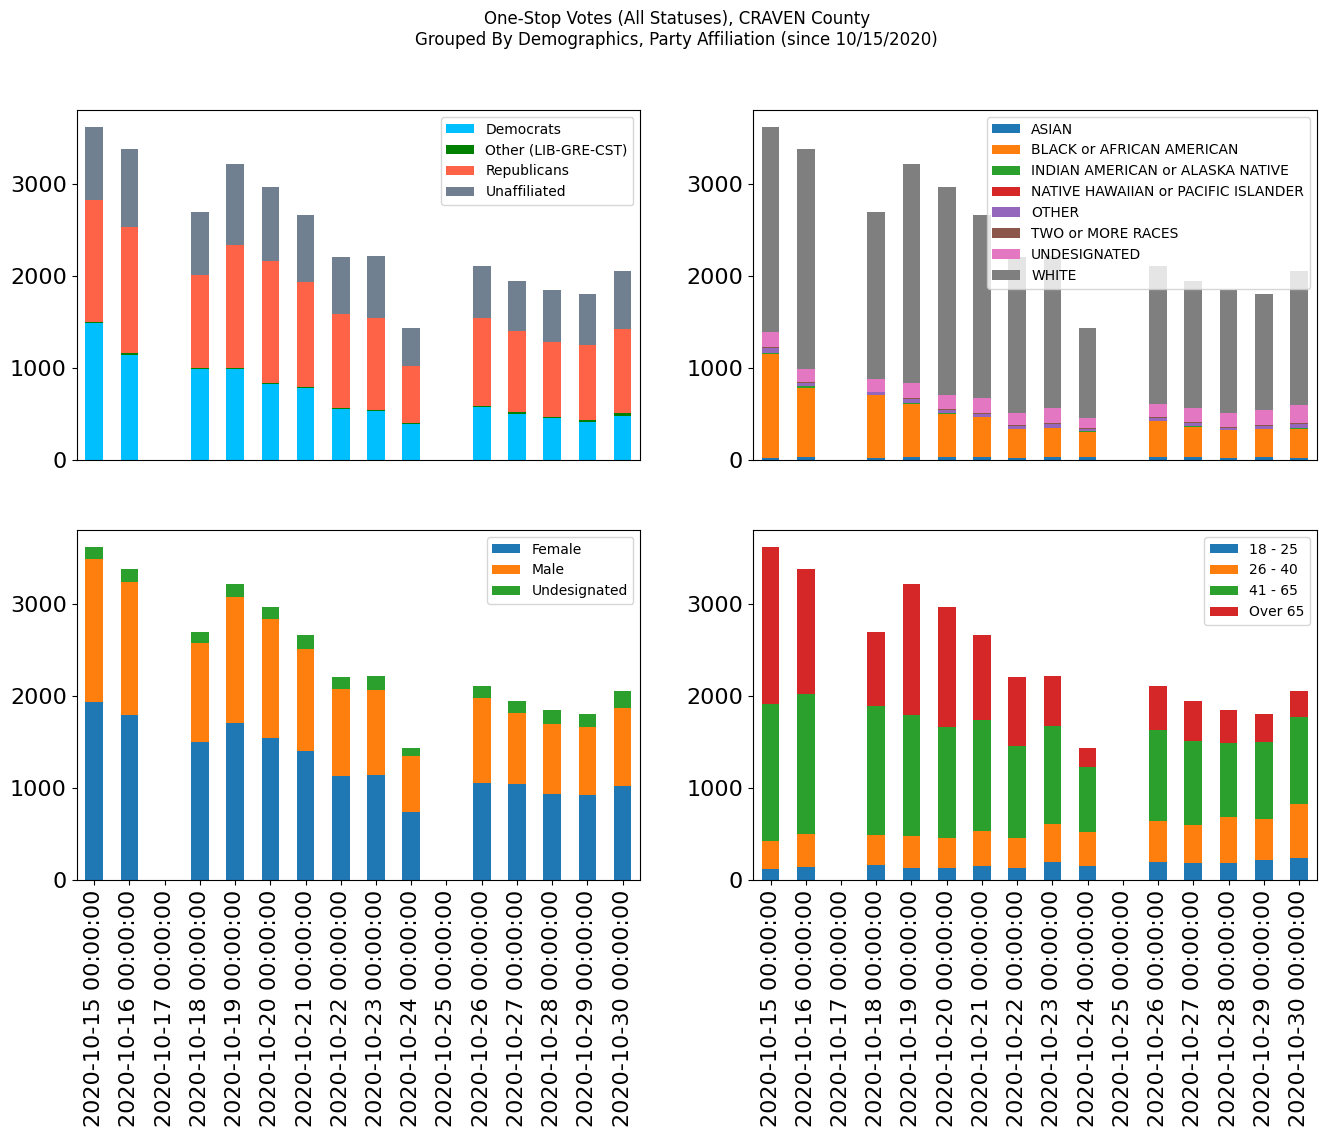 One-Stop Votes (All Statuses), CRAVEN County
Grouped By Demographics, Party Affiliation (since 10/15/2020)
3000
2000
1000
0
Democrats
Other (LIB-GRE-CST)
Republicans
Unaffiliated
3000
2000
1000
0
ASIAN
BLACK or AFRICAN AMERICAN
INDIAN AMERICAN or ALASKA NATIVE
NATIVE HAWAIIAN or PACIFIC ISLANDER
OTHER
TWO or MORE RACES
UNDESIGNATED
WHITE
3000
2000
1000
0
Female
Male
Undesignated
2020-10-15 00:00:00
2020-10-16 00:00:00
2020-10-17 00:00:00
2020-10-18 00:00:00
2020-10-19 00:00:00
2020-10-20 00:00:00
2020-10-21 00:00:00
2020-10-22 00:00:00
2020-10-23 00:00:00
2020-10-24 00:00:00
2020-10-25 00:00:00
2020-10-26 00:00:00
2020-10-27 00:00:00
2020-10-28 00:00:00
2020-10-29 00:00:00
2020-10-30 00:00:00
3000
2000
1000
0
18 - 25
26 - 40
41 - 65
Over 65
2020-10-15 00:00:00
2020-10-16 00:00:00
2020-10-17 00:00:00
2020-10-18 00:00:00
2020-10-19 00:00:00
2020-10-20 00:00:00
2020-10-21 00:00:00
2020-10-22 00:00:00
2020-10-23 00:00:00
2020-10-24 00:00:00
2020-10-25 00:00:00
2020-10-26 00:00:00
2020-10-27 00:00:00
2020-10-28 00:00:00
2020-10-29 00:00:00
2020-10-30 00:00:00